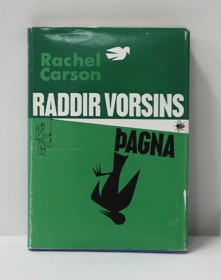 Rachel
Carson
RADDIR VORSINS
ÞAGNA